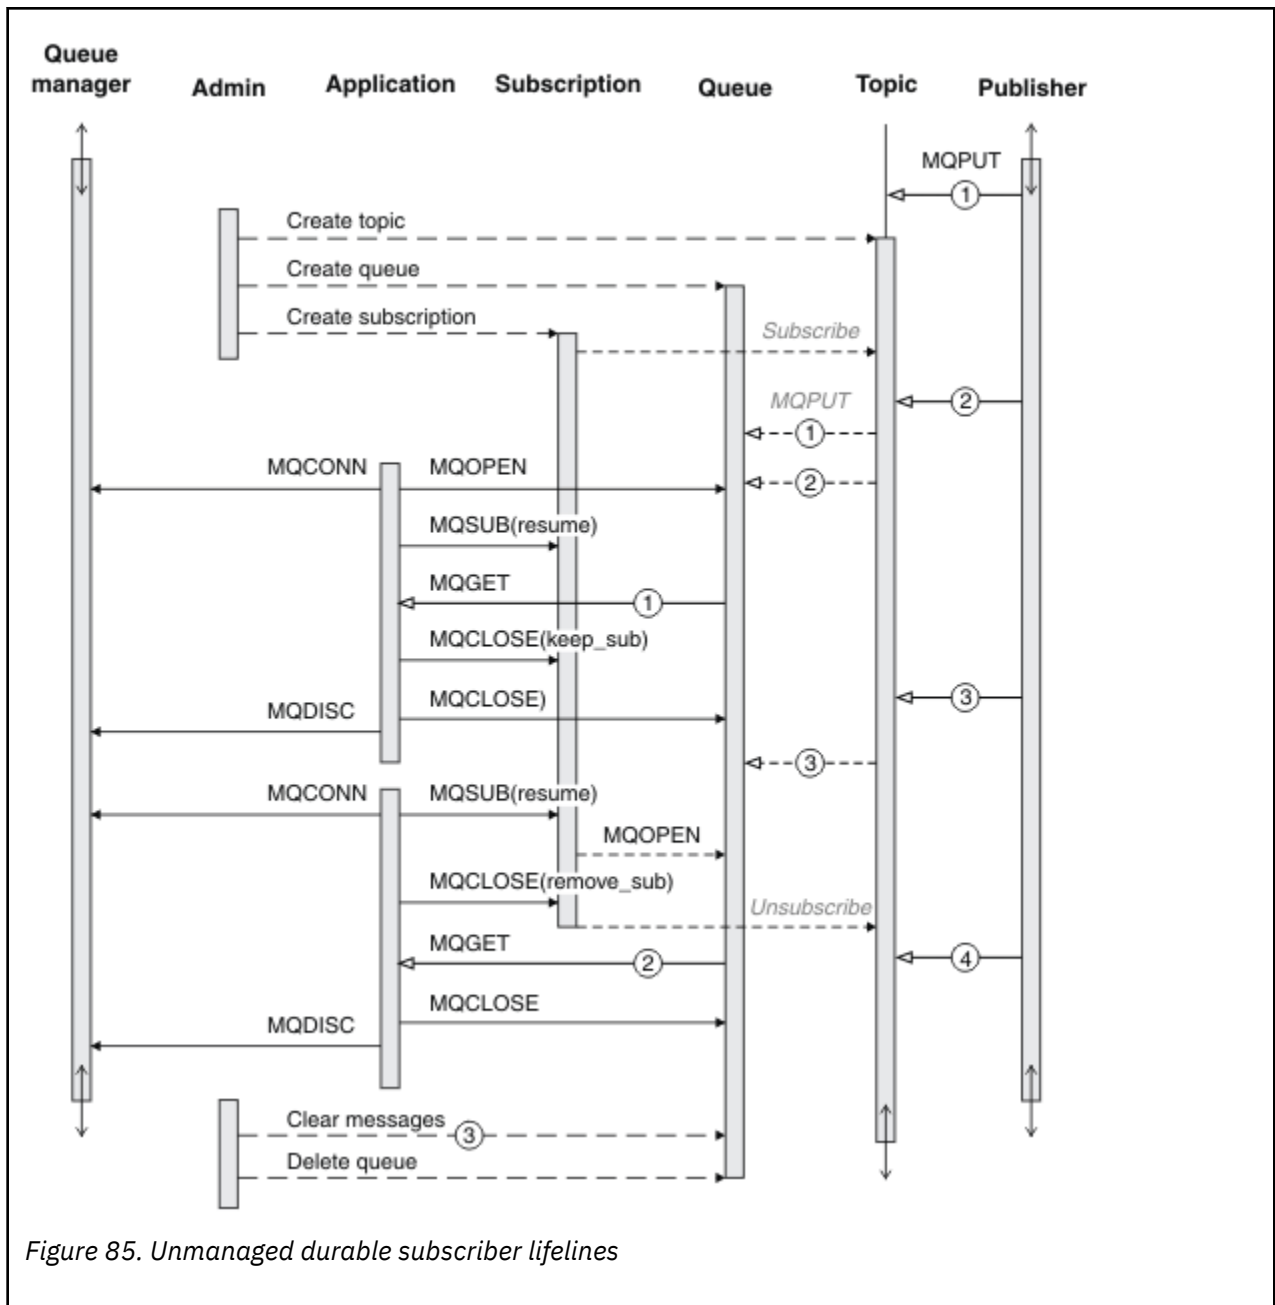 Queue
manager
Admin
Application
Subscription
Queue
Topic
Publisher
MQPUT
1
Create topic
Create queue
Create subscription
Subscribe
2
MQPUT
1
MQCONN
MQOPEN
2
MQSUB(resume)
MQGET
1
MQCLOSE(keep_sub)
MQCLOSE)
3
MQDISC
3
MQCONN
MQSUB(resume)
MQOPEN
MQCLOSE(remove_sub)
Unsubscribe
MQGET
2
4
MQCLOSE
MQDISC
Clear messages
3
Delete queue
Figure 85. Unmanaged durable subscriber lifelines